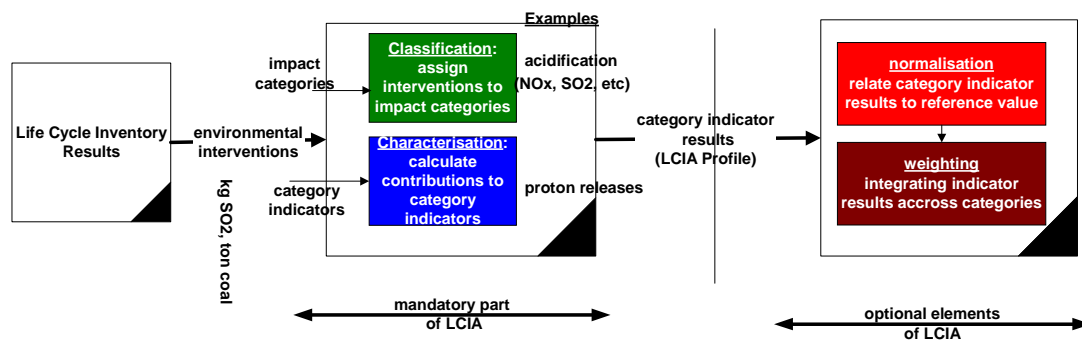 Examples
Classification:
assign
interventions to
impact categories
acidification
(NOx, SO2, etc)
impact
categories
Life Cycle Inventory
Results
environmental
interventions
kg SO2, ton coal
Characterisation:
calculate
contributions to
category
indicators
category
indicators
proton releases
category indicator
results
(LCIA Profile)
normalisation
relate category indicator
results to reference value
weighting
integrating indicator
results accross categories
mandatory part
of LCIA
optional elements
of LCIA